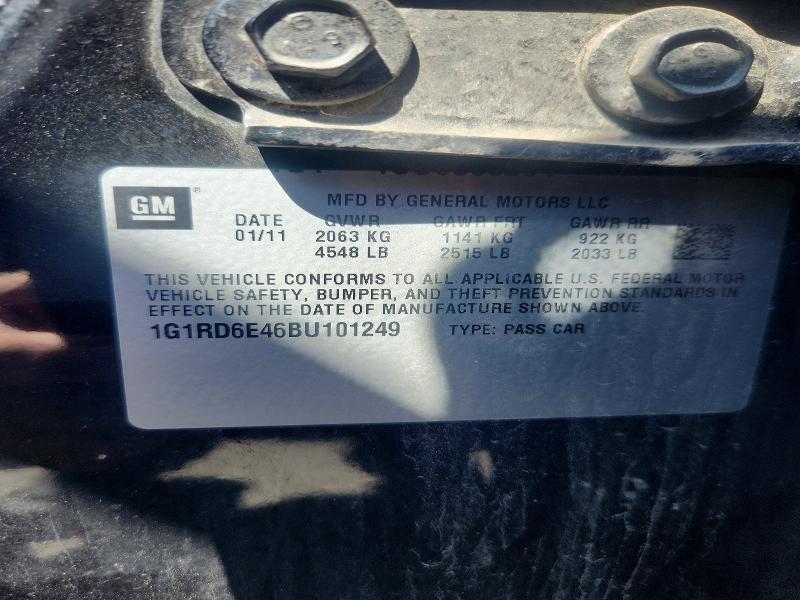 GM ®
MFD BY GENERAL MOTORS LLC
DATE GVWR GAWR FRT GAWR RR
01/11 2063 KG 1141 KG 922 KG
4548 LB 2515 LB 2033 LB
THIS VEHICLE CONFORMS TO ALL APPLICABLE U.S. FEDERAL MOTOR
VEHICLE SAFETY, BUMPER, AND THEFT PREVENTION STANDARDS IN
EFFECT ON THE DATE OF MANUFACTURE SHOWN ABOVE.
1G1RD6E46BU101249 TYPE: PASS CAR